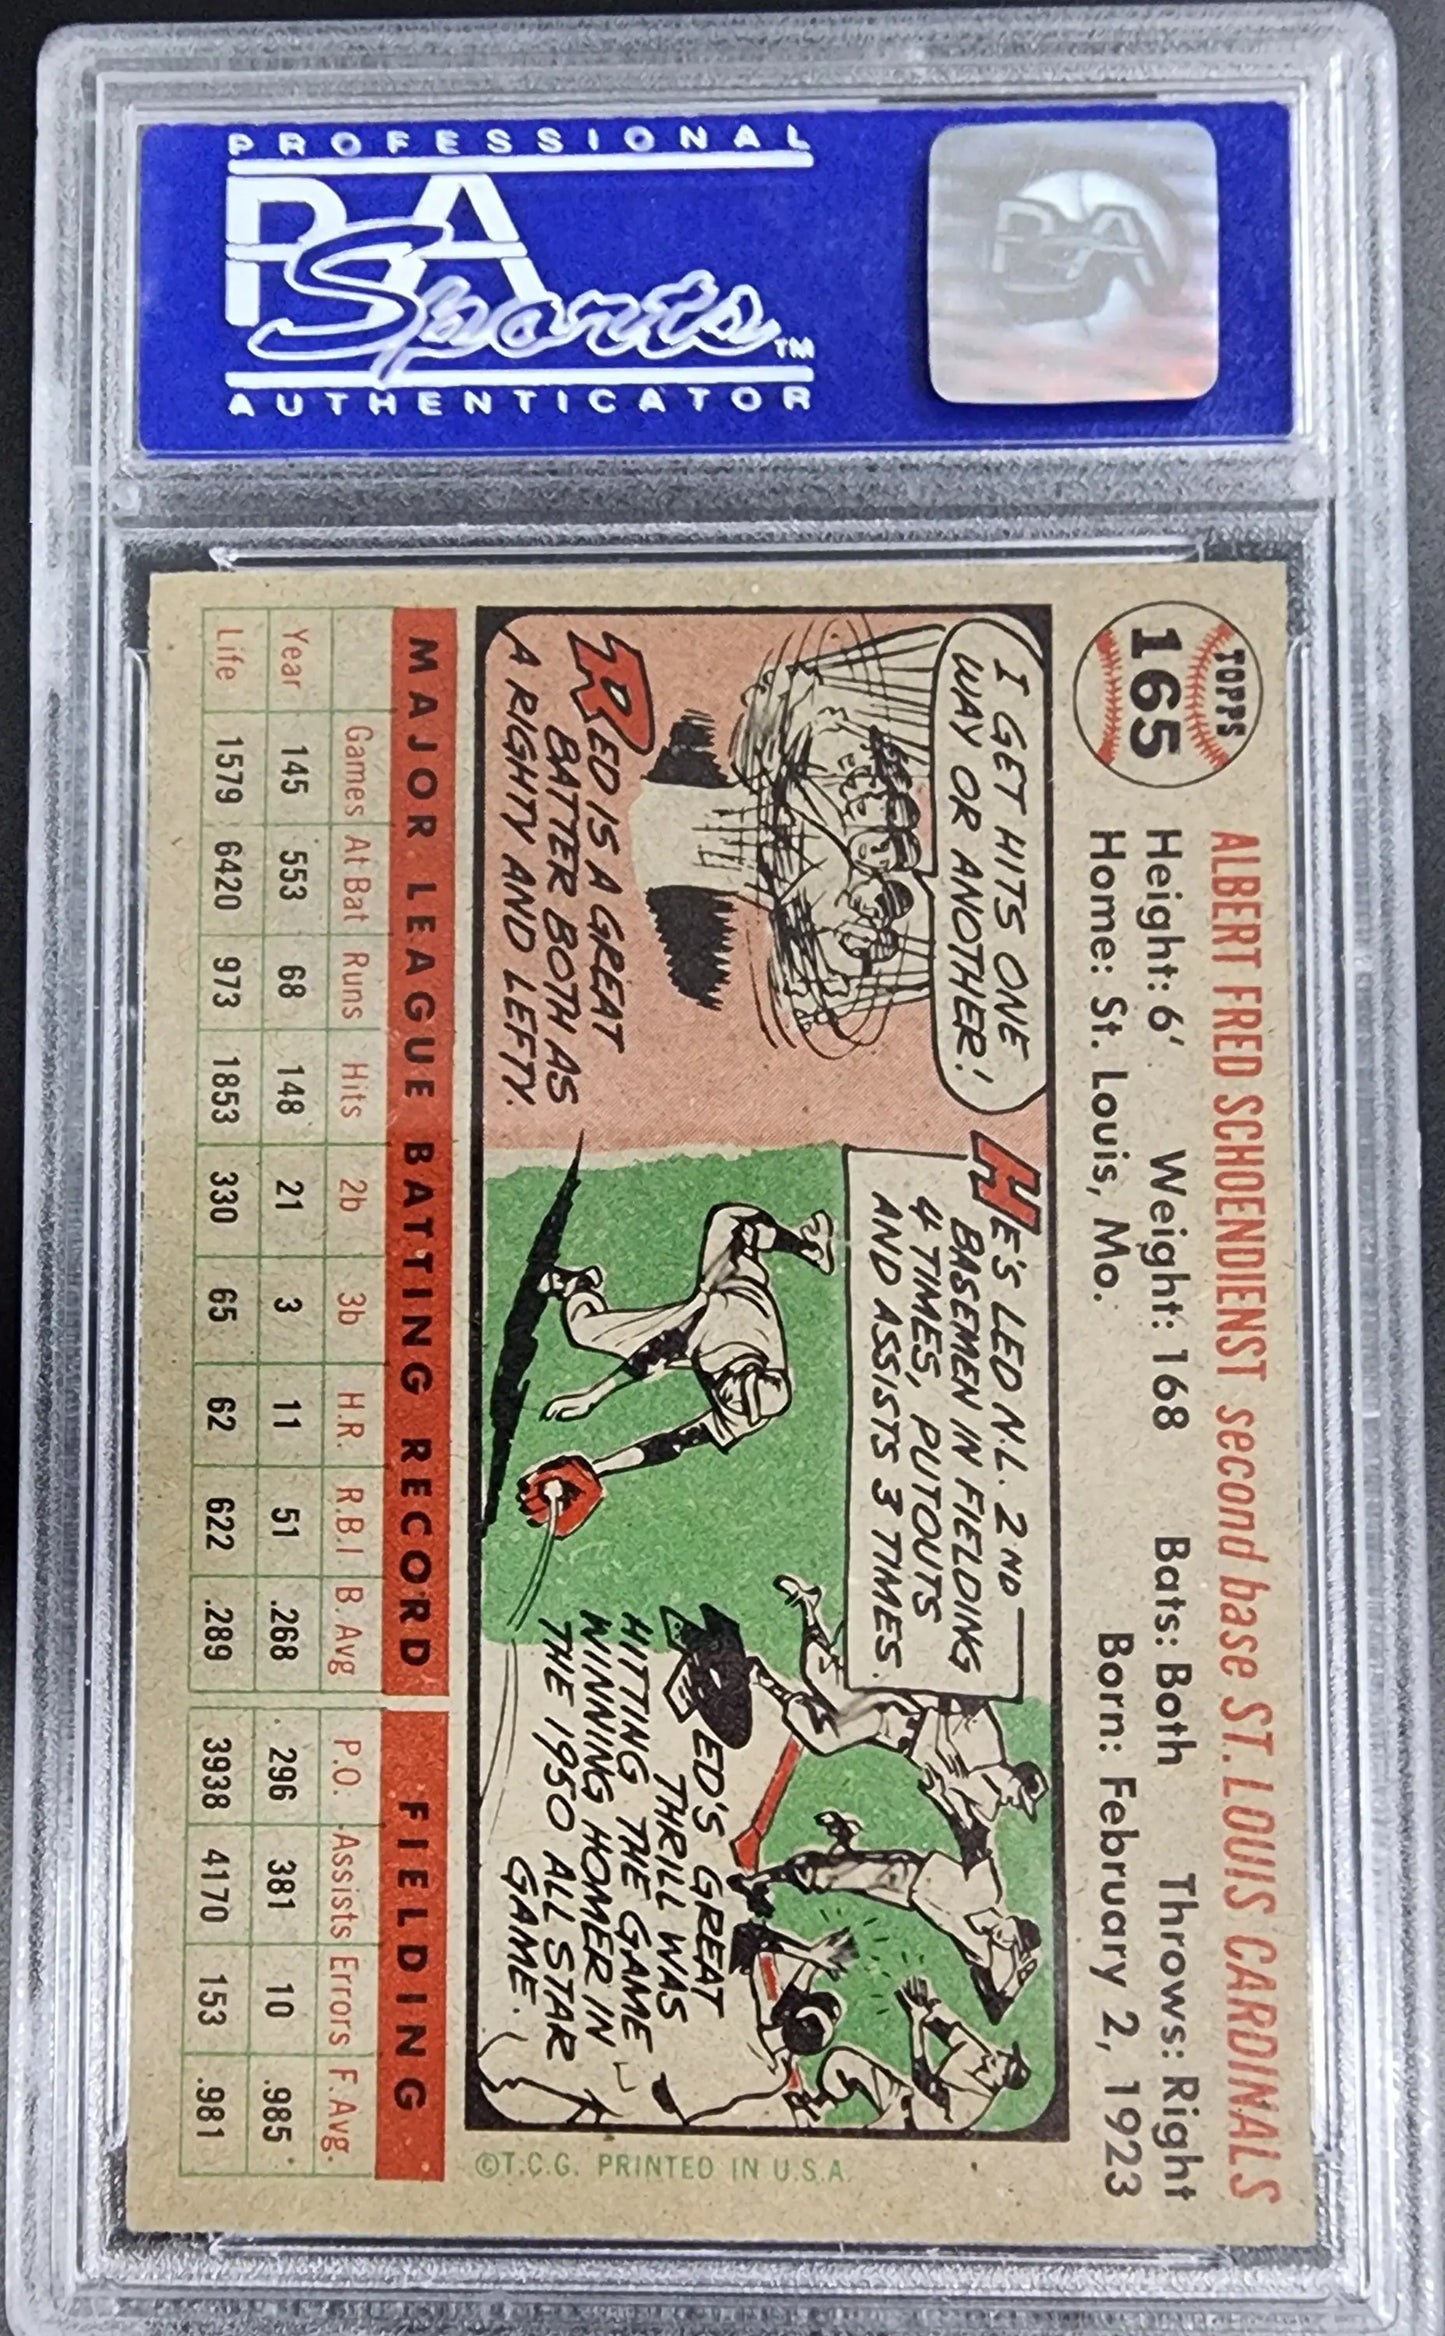 PROFESSIONAL
PSA
Sports™
AUTHENTICATOR
PSA
TOPPS
165
ALBERT FRED SCHOENDIENST second base ST. LOUIS CARDINALS
Height: 6' Weight: 168 Bats: Both Throws: Right
Home: St. Louis, Mo. Born: February 2, 1923
I GET HITS ONE
WAY OR ANOTHER!
RED IS A GREAT
BATTER BOTH AS
A RIGHTY AND LEFTY.
HE'S LED N.L. 2ND
BASEMEN IN FIELDING
4 TIMES, PUTOUTS
AND ASSISTS 3 TIMES.
RED'S GREAT
THRILL WAS
HITTING THE GAME
WINNING HOMER IN
THE 1950 ALL STAR
GAME.
©T.C.G. PRINTED IN U.S.A.
MAJOR LEAGUE BATTING RECORD FIELDING
Games At Bat Runs Hits 2b 3b H.R. R.B.I B. Avg P.O. Assists Errors F. Avg.
Year 145 553 68 148 21 3 11 51 .268 296 381 10 .985
Life 1579 6420 973 1853 330 65 62 622 .289 3938 4170 153 .981